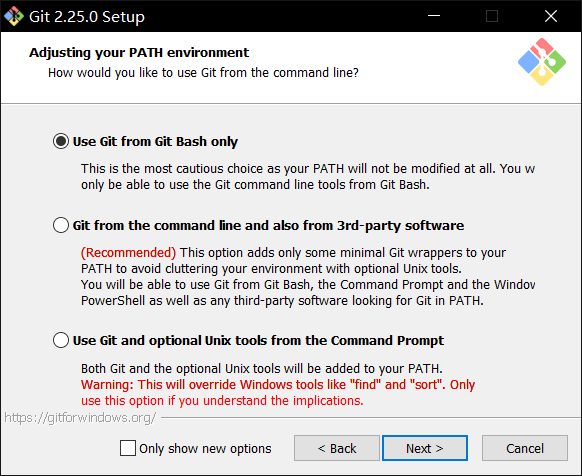 Git 2.25.0 Setup
Adjusting your PATH environment
How would you like to use Git from the command line?
Use Git from Git Bash only
This is the most cautious choice as your PATH will not be modified at all. You w
only be able to use the Git command line tools from Git Bash.
Git from the command line and also from 3rd-party software
(Recommended) This option adds only some minimal Git wrappers to your
PATH to avoid cluttering your environment with optional Unix tools.
You will be able to use Git from Git Bash, the Command Prompt and the Window
PowerShell as well as any third-party software looking for Git in PATH.
Use Git and optional Unix tools from the Command Prompt
Both Git and the optional Unix tools will be added to your PATH.
Warning: This will override Windows tools like "find" and "sort". Only
use this option if you understand the implications.
https://gitforwindows.org/
Only show new options
< Back
Next >
Cancel